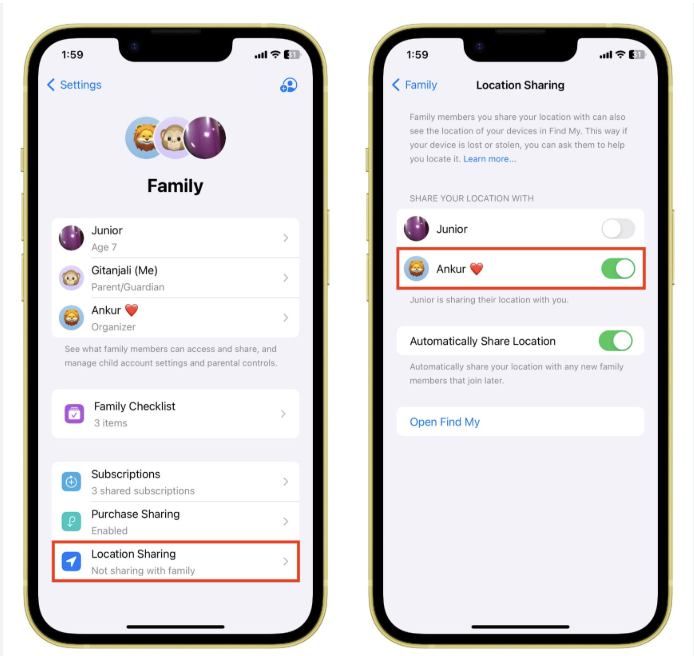 1:59
51
Settings
Family
Junior
Age 7
Gitanjali (Me)
Parent/Guardian
Ankur ❤️
Organizer
See what family members can access and share, and
manage child account settings and parental controls.
Family Checklist
3 items
Subscriptions
3 shared subscriptions
Purchase Sharing
Enabled
Location Sharing
Not sharing with family
1:59
51
Family
Location Sharing
Family members you share your location with can also
see the location of your devices in Find My. This way if
your device is lost or stolen, you can ask them to help
you locate it. Learn more...
SHARE YOUR LOCATION WITH
Junior
Ankur ❤️
Junior is sharing their location with you.
Automatically Share Location
Automatically share your location with any new family
members that join later.
Open Find My